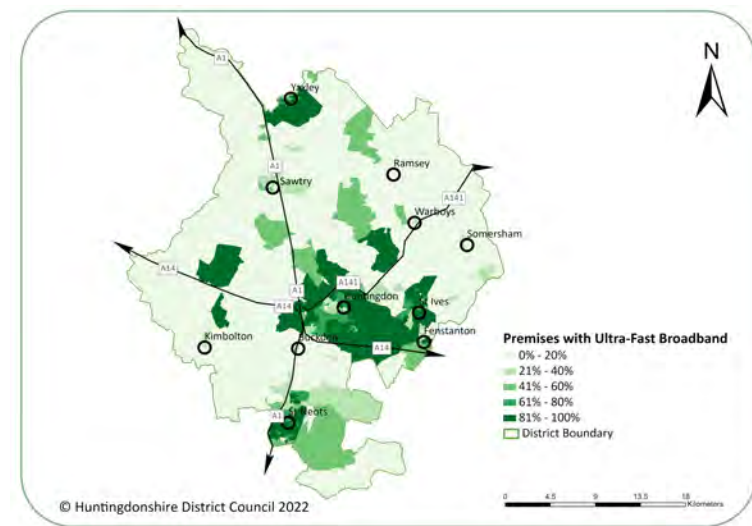 N
A1
Yaxley
A1
Sawtry
Ramsey
A141
Warboys
Somersham
A14
A1
A141
A14
Huntingdon
St Ives
Fenstanton
Kimbolton
Buckden
A14
A1
St Neots
Premises with Ultra-Fast Broadband
0% - 20%
21% - 40%
41% - 60%
61% - 80%
81% - 100%
District Boundary
0 4.5 9 13.5 18
Kilometers
© Huntingdonshire District Council 2022